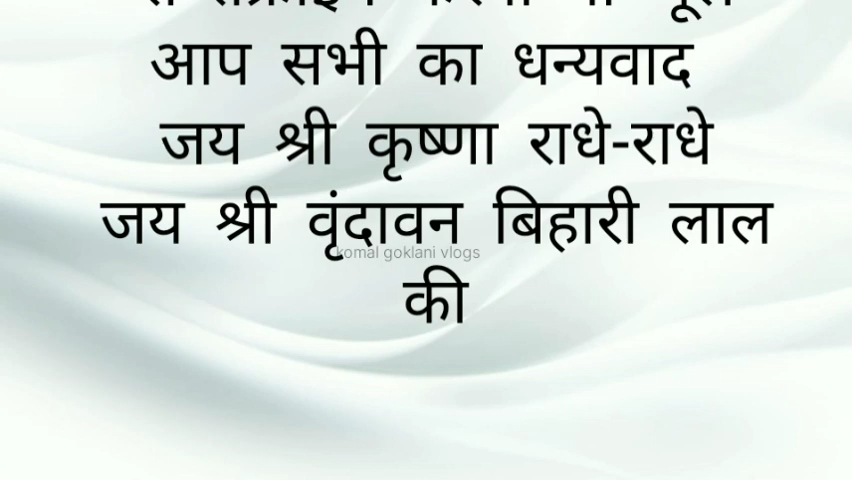 आप सभी का धन्यवाद
जय श्री कृष्णा राधे-राधे
जय श्री वृंदावन बिहारी लाल
komal goklani vlogs
की